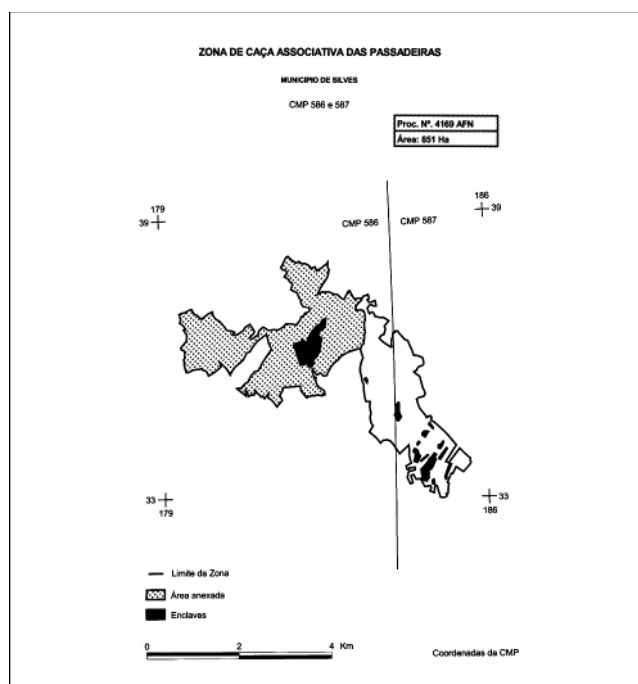 ZONA DE CAÇA ASSOCIATIVA DAS PASSADEIRAS
MUNICIPIO DE SILVES
CMP 586 e 587
Proc. Nº. 4169 AFN
Área: 851 Ha
179
39
186
39
CMP 586
CMP 587
33
179
33
186
Limite da Zona
Área anexada
Enclaves
0 2 4 Km
Coordenadas da CMP